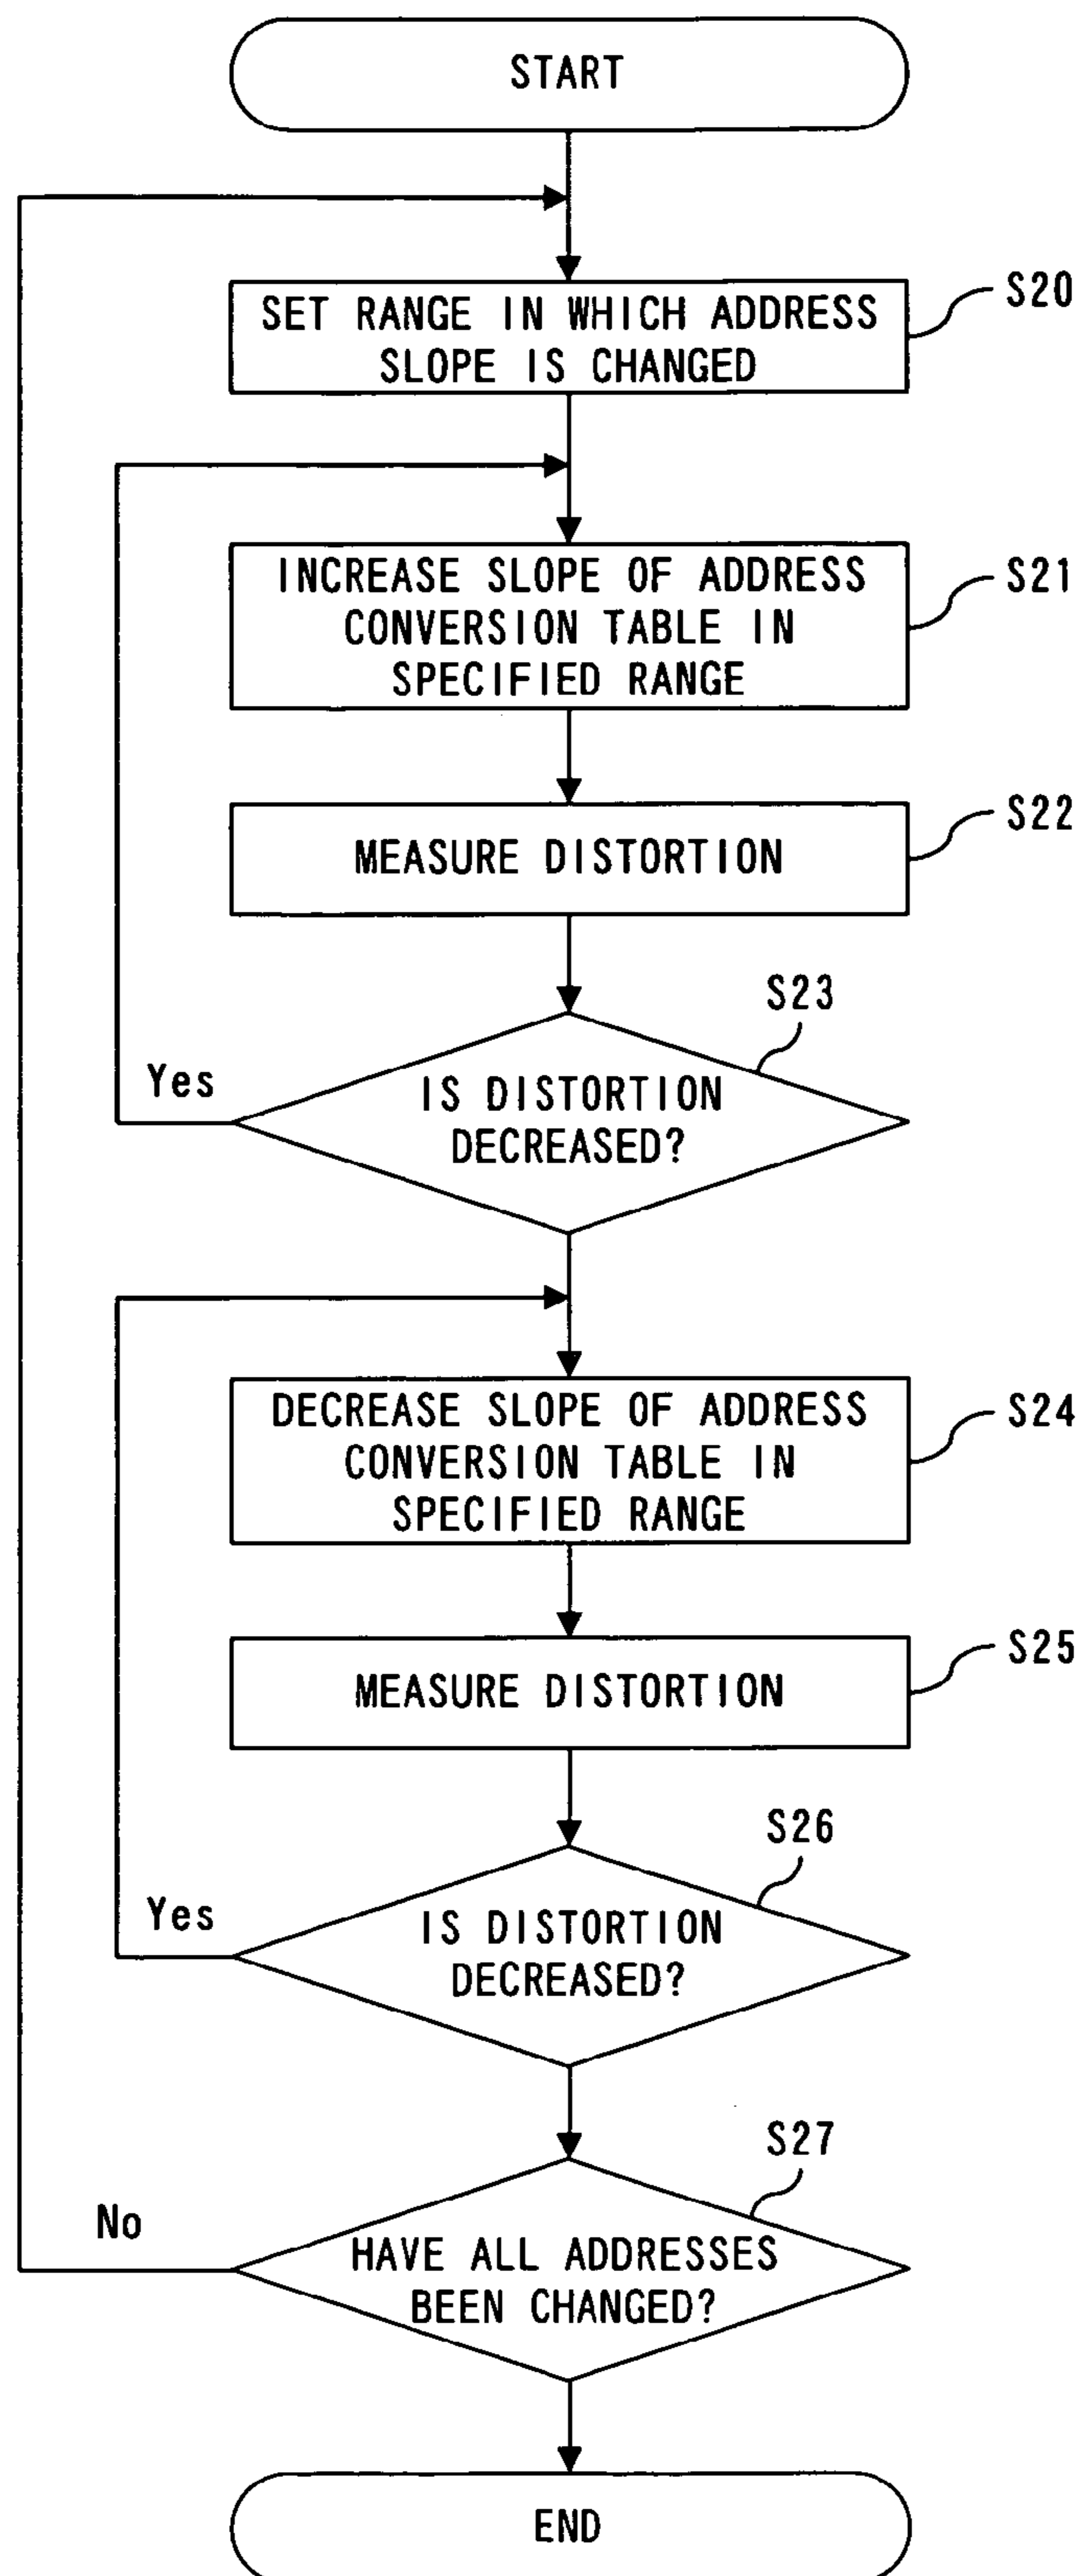 START
SET RANGE IN WHICH ADDRESS
SLOPE IS CHANGED
S20
INCREASE SLOPE OF ADDRESS
CONVERSION TABLE IN
SPECIFIED RANGE
S21
MEASURE DISTORTION
S22
S23
Yes
IS DISTORTION
DECREASED?
DECREASE SLOPE OF ADDRESS
CONVERSION TABLE IN
SPECIFIED RANGE
S24
MEASURE DISTORTION
S25
S26
Yes
IS DISTORTION
DECREASED?
S27
No
HAVE ALL ADDRESSES
BEEN CHANGED?
END